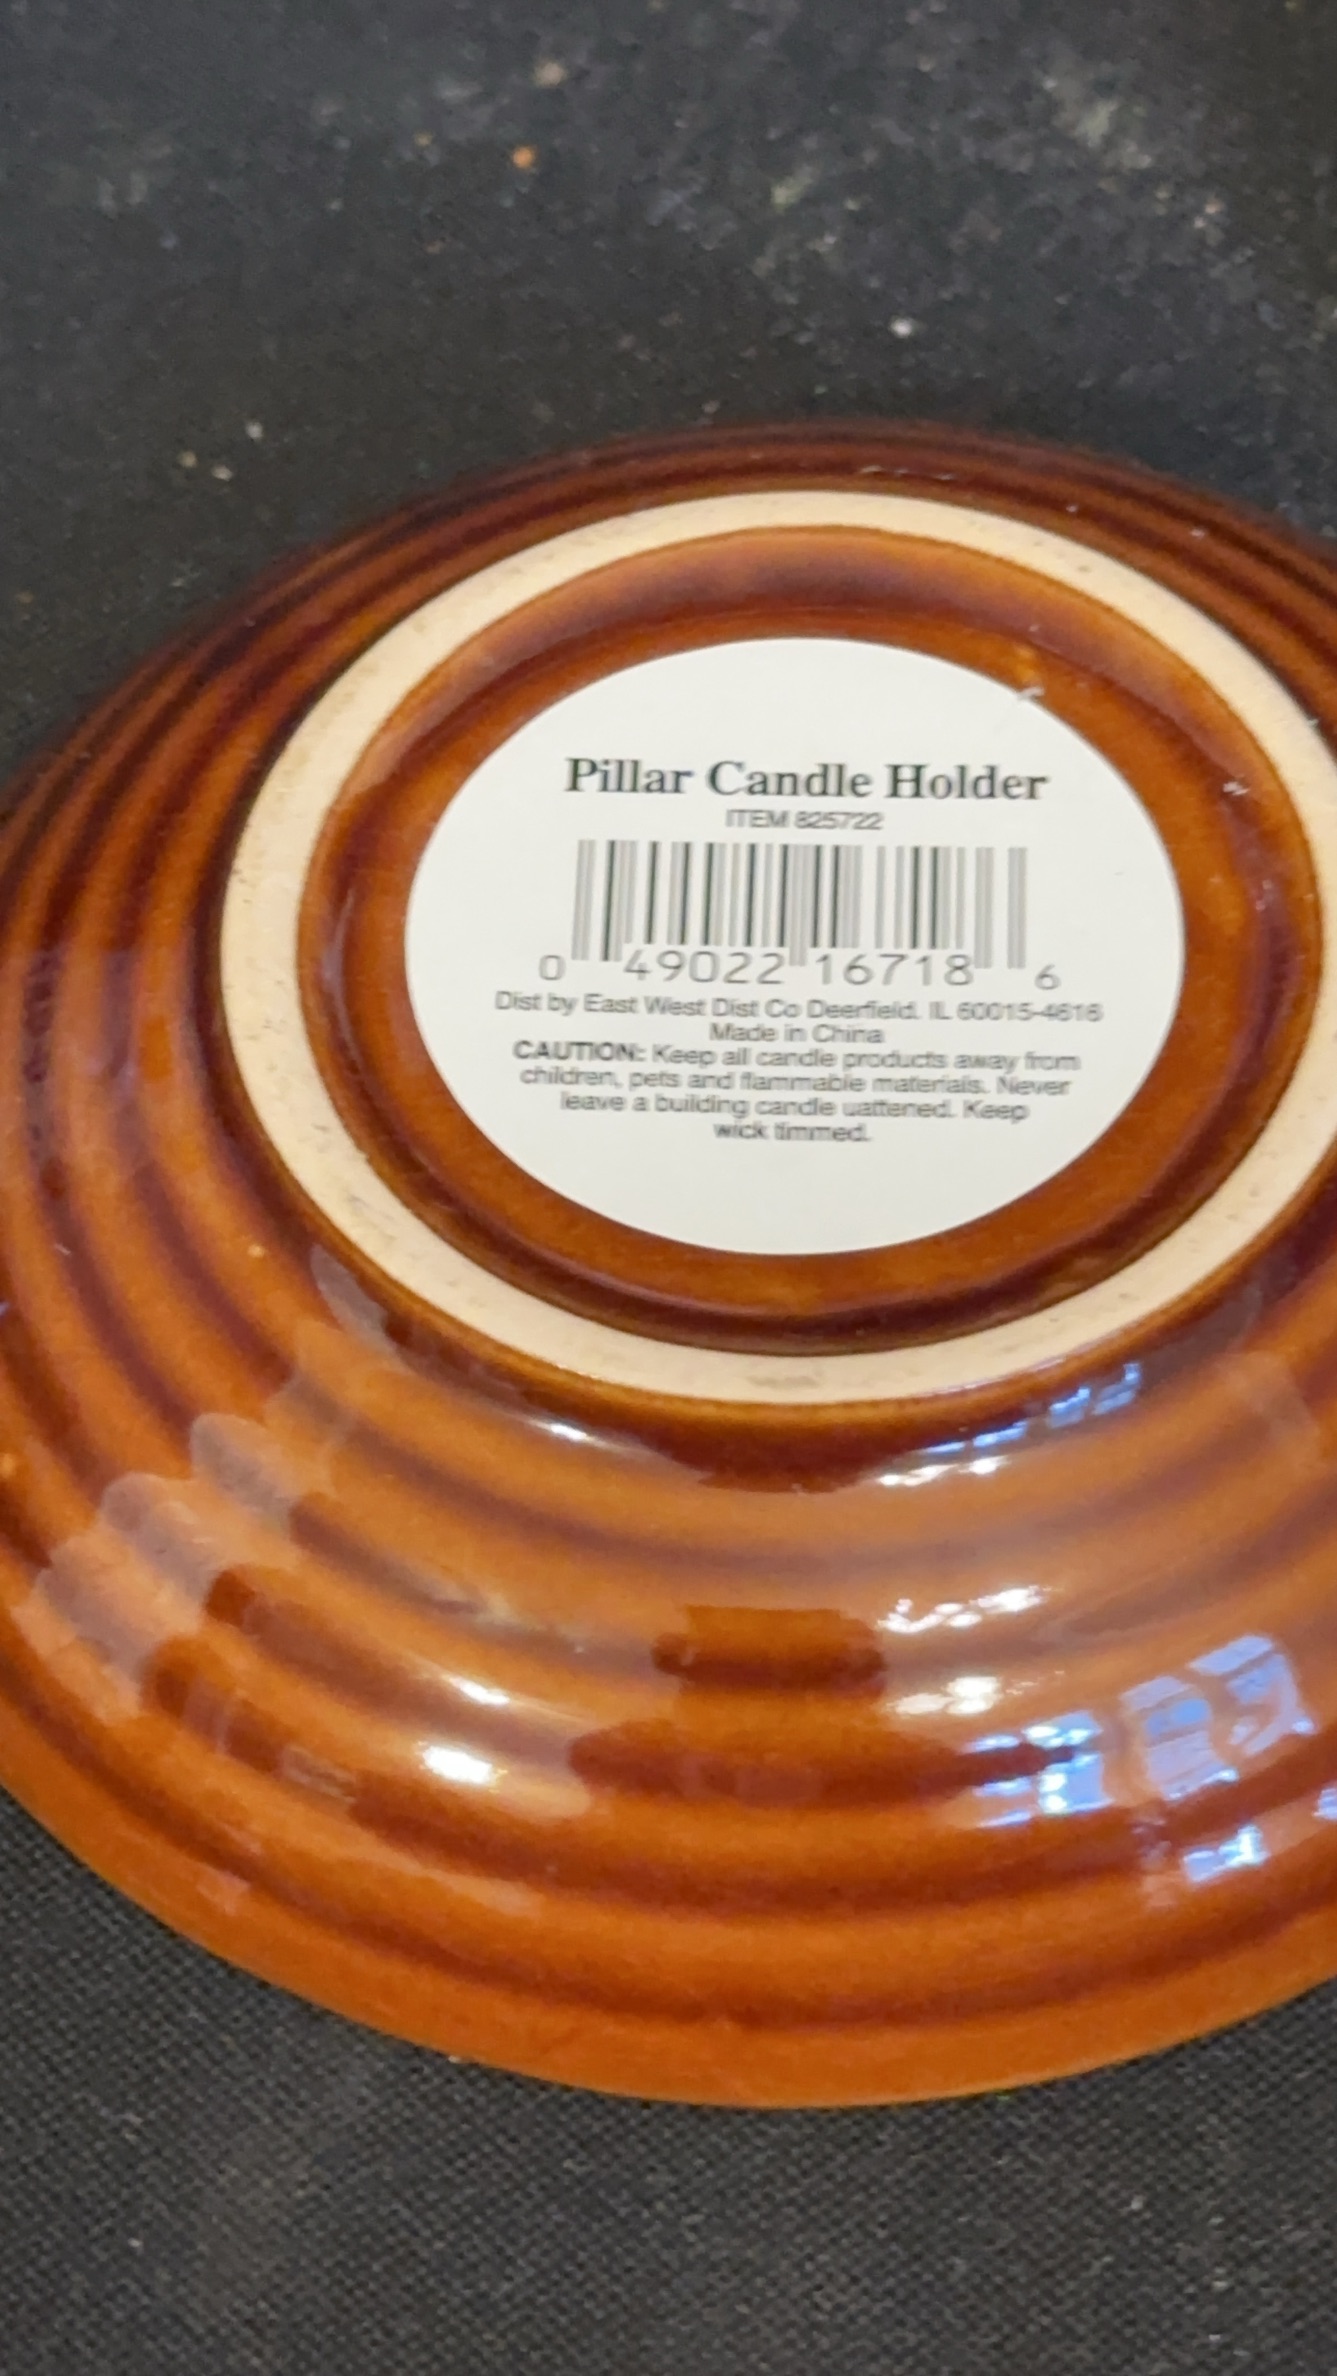 Pillar Candle Holder
ITEM 825722
0 49022 16718 6
Dist by East West Dist Co Deerfield. IL 60015-4616
Made in China
CAUTION: Keep all candle products away from
children, pets and flammable materials. Never
leave a building candle uattened. Keep
wick timmed.